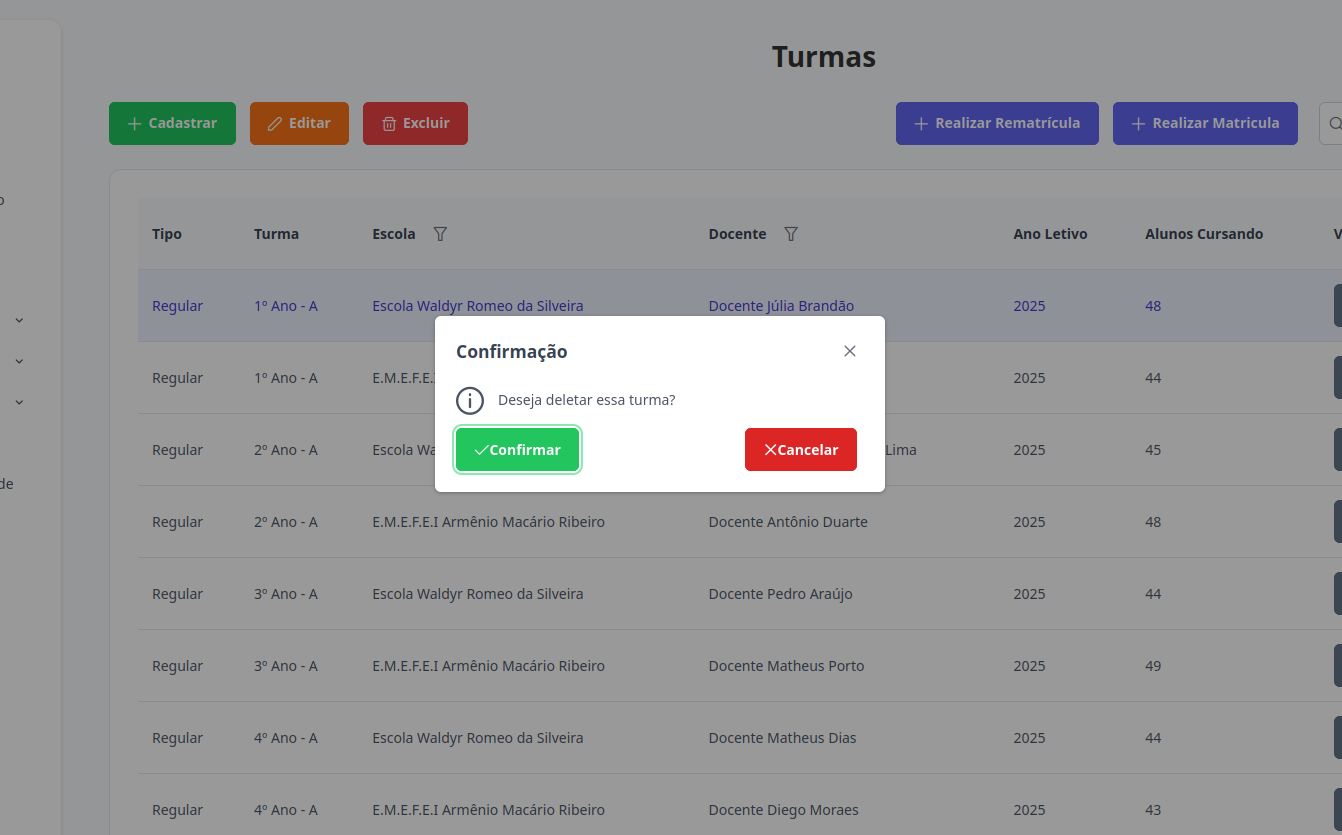 Turmas
Cadastrar Editar Excluir Realizar Rematrícula Realizar Matricula
Tipo Turma Escola Docente Ano Letivo Alunos Cursando V
Regular 1º Ano - A Escola Waldyr Romeo da Silveira Docente Júlia Brandão 2025 48
Regular 1º Ano - A E.M.E.F.E. 2025 44
Regular 2º Ano - A Escola Wa Lima 2025 45
Regular 2º Ano - A E.M.E.F.E.I Armênio Macário Ribeiro Docente Antônio Duarte 2025 48
Regular 3º Ano - A Escola Waldyr Romeo da Silveira Docente Pedro Araújo 2025 44
Regular 3º Ano - A E.M.E.F.E.I Armênio Macário Ribeiro Docente Matheus Porto 2025 49
Regular 4º Ano - A Escola Waldyr Romeo da Silveira Docente Matheus Dias 2025 44
Regular 4º Ano - A E.M.E.F.E.I Armênio Macário Ribeiro Docente Diego Moraes 2025 43
o
de
Confirmação
Deseja deletar essa turma?
Confirmar Cancelar